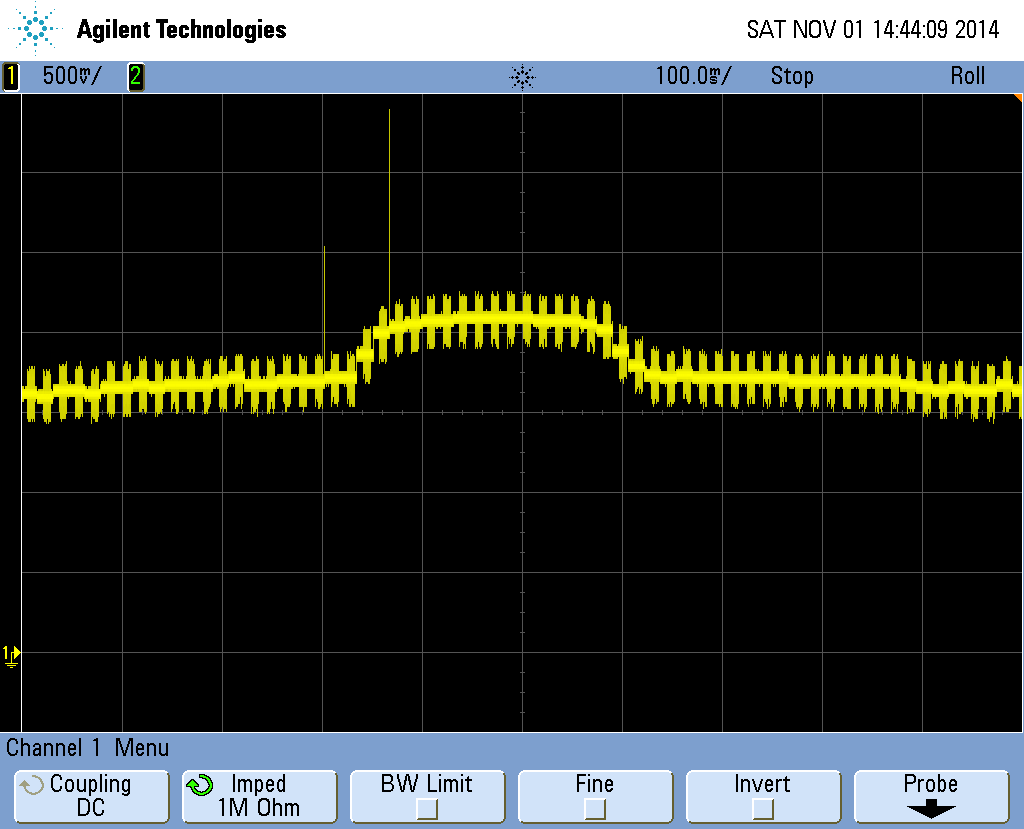 Agilent Technologies SAT NOV 01 14:44:09 2014
1 500mV/ 2 100.0ms/ Stop Roll
1
Channel 1 Menu
Coupling Imped BW Limit Fine Invert Probe
DC 1M Ohm